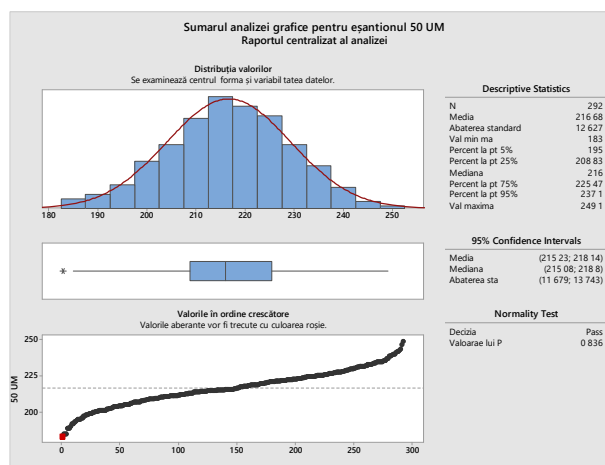 Sumarul analizei grafice pentru eșantionul 50 UM
Raportul centralizat al analizei
Distribuția valorilor
Se examinează centrul forma și variabil tatea datelor.
180 190 200 210 220 230 240 250
Valorile în ordine crescătoare
Valorile aberante vor fi trecute cu culoarea roșie.
50 UM
250
225
200
0 50 100 150 200 250 300
Descriptive Statistics
N 292
Media 216 68
Abaterea standard 12 627
Val min ma 183
Percent la pt 5% 195
Percent la pt 25% 208 83
Mediana 216
Percent la pt 75% 225 47
Percent la pt 95% 237 1
Val maxima 249 1
95% Confidence Intervals
Media (215 23; 218 14)
Mediana (215 08; 218 8)
Abaterea sta (11 679; 13 743)
Normality Test
Decizia Pass
Valoarae lui P 0 836